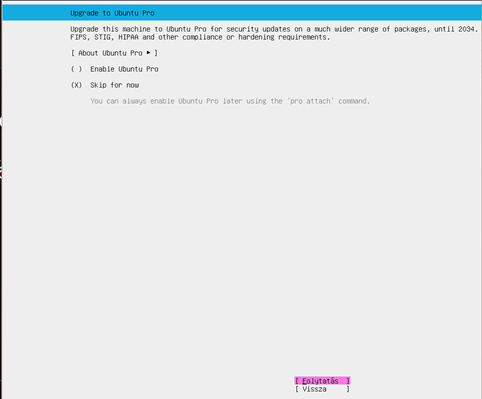 Upgrade to Ubuntu Pro
Upgrade this machine to Ubuntu Pro for security updates on a much wider range of packages, until 2034.
FIPS, STIG, HIPAA and other compliance or hardening requirements.
[ About Ubuntu Pro ▸ ]
( ) Enable Ubuntu Pro
(X) Skip for now
You can always enable Ubuntu Pro later using the 'pro attach' command.
[ Folytatás ]
[ Vissza ]